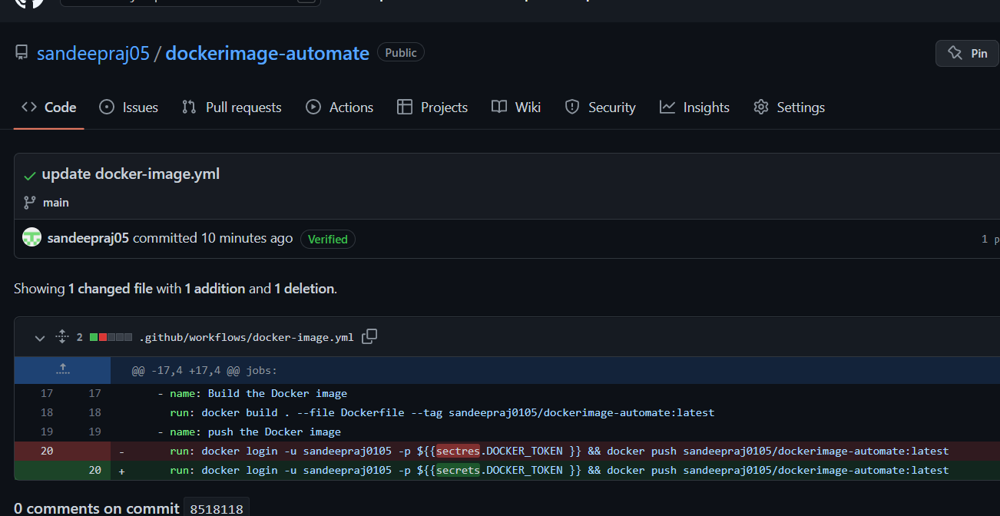 sandeepraj05 / dockerimage-automate Public
Pin
Code Issues Pull requests Actions Projects Wiki Security Insights Settings
update docker-image.yml
main
sandeepraj05 committed 10 minutes ago Verified
1 p
Showing 1 changed file with 1 addition and 1 deletion.
2 .github/workflows/docker-image.yml
@@ -17,4 +17,4 @@ jobs:
17 17 - name: Build the Docker image
18 18 run: docker build . --file Dockerfile --tag sandeepraj0105/dockerimage-automate:latest
19 19 - name: push the Docker image
20 - run: docker login -u sandeepraj0105 -p ${{sectres.DOCKER_TOKEN }} && docker push sandeepraj0105/dockerimage-automate:latest
20 + run: docker login -u sandeepraj0105 -p ${{secrets.DOCKER_TOKEN }} && docker push sandeepraj0105/dockerimage-automate:latest
0 comments on commit 8518118